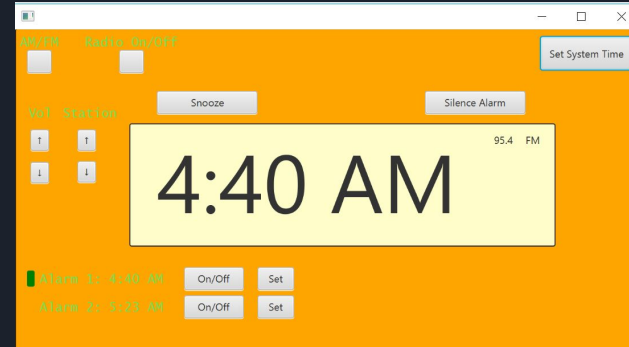 AM/FM Radio On/Off
Set System Time
Snooze Silence Alarm
Vol Station
↑ ↑
95.4 FM
↓ ↓
4:40 AM
Alarm 1: 4:40 AM On/Off Set
Alarm 2: 5:23 AM On/Off Set